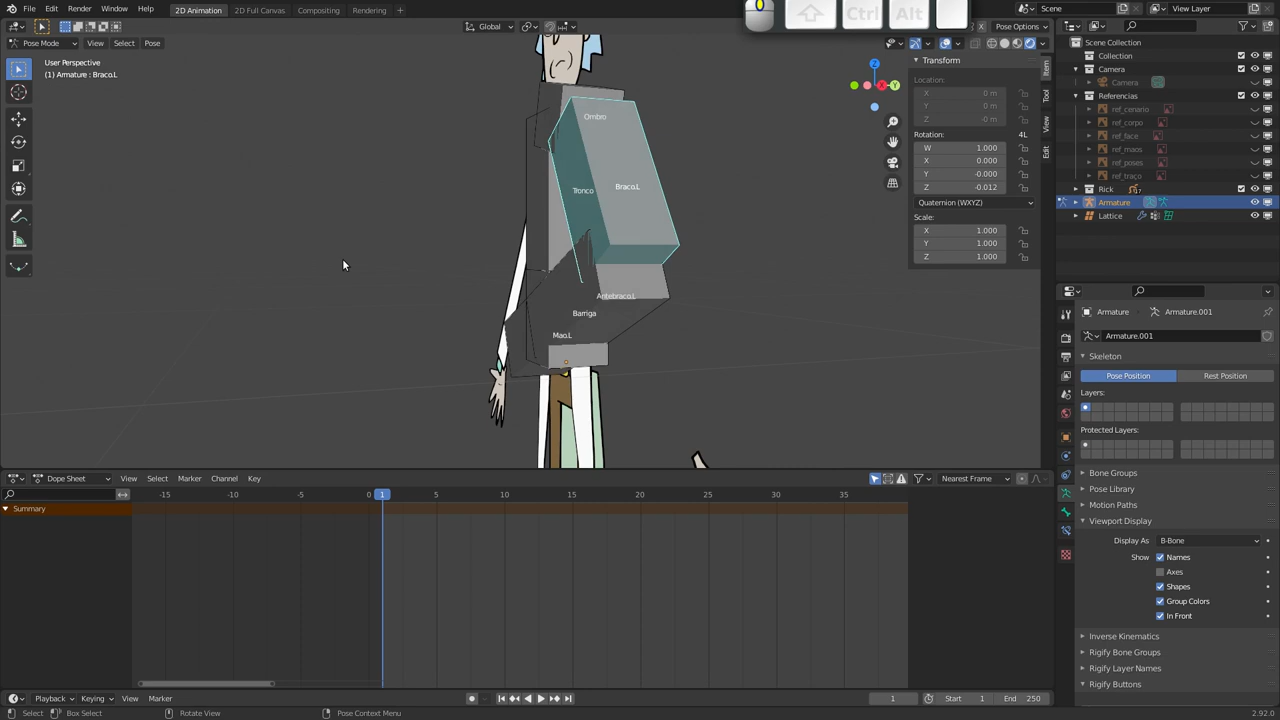 File Edit Render Window Help 2D Animation 2D Full Canvas Compositing Rendering + Scene View Layer
Ctrl Alt
Global Pose Options
Pose Mode View Select Pose
User Perspective
(1) Armature : Braco.L
Ombro
Tronco
Braco.L
Antebraco.L
Barriga
Mao.L
Z
X
Y
Transform
Location:
X 0 m
Y 0 m
Z -0 m
Rotation: 4L
W 1.000
X 0.000
Y -0.000
Z -0.012
Quaternion (WXYZ)
Scale:
X 1.000
Y 1.000
Z 1.000
Item
Tool
View
Edit
Scene Collection
Collection
Camera
Camera
Referencias
ref_cenario
ref_corpo
ref_face
ref_maos
ref_poses
ref_traço
Rick
Armature
Lattice
Armature Armature.001
Armature.001
Skeleton
Pose Position Rest Position
Layers:
Protected Layers:
Bone Groups
Pose Library
Motion Paths
Viewport Display
Display As B-Bone
Show Names
Axes
Shapes
Group Colors
In Front
Inverse Kinematics
Rigify Bone Groups
Rigify Layer Names
Rigify Buttons
Dope Sheet View Select Marker Channel Key Nearest Frame
-15 -10 -5 0 1 5 10 15 20 25 30 35
Summary
Playback Keying View Marker 1 Start 1 End 250
Select Box Select Rotate View Pose Context Menu 2.92.0